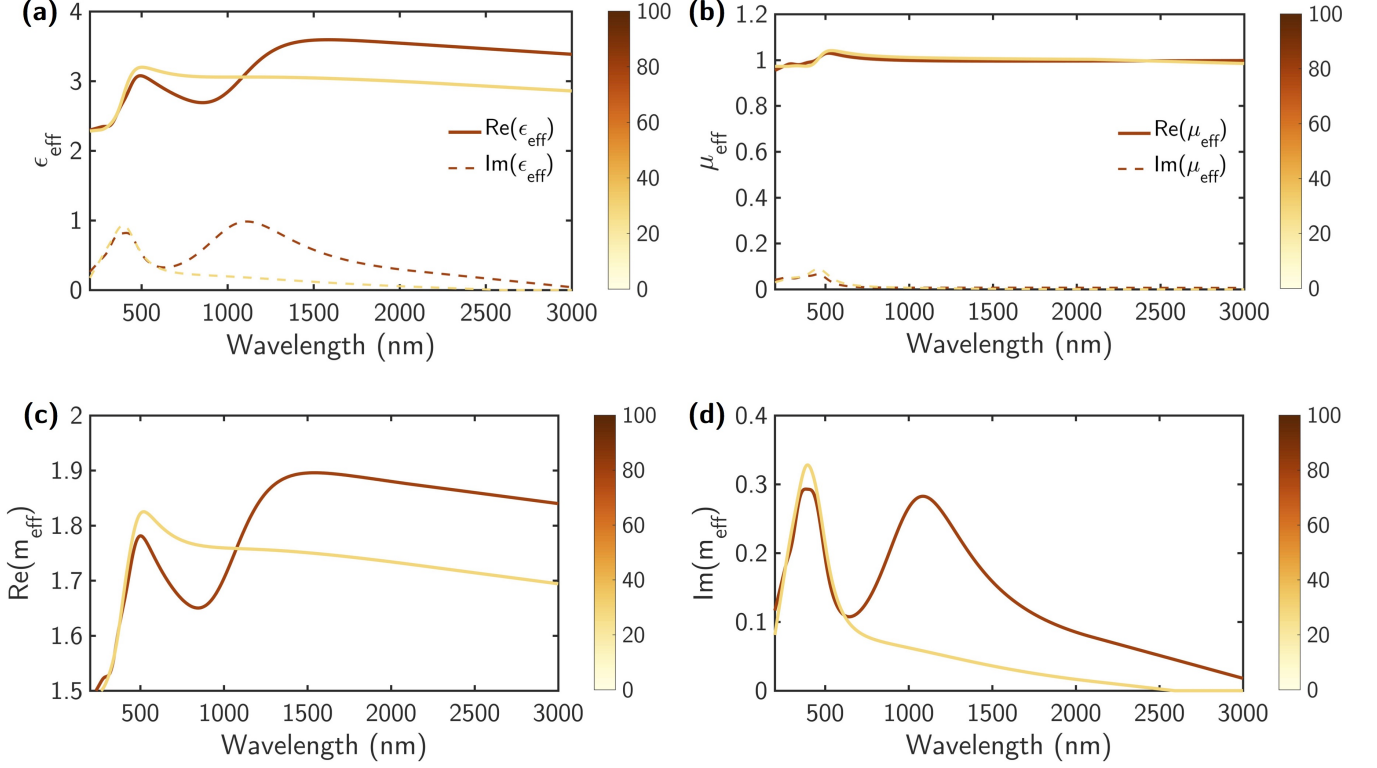 (a)
4
3
2
1
0
ϵeff
Re(ϵeff)
Im(ϵeff)
500 1000 1500 2000 2500 3000
Wavelength (nm)
100
80
60
40
20
0
(b)
1.2
1
0.8
0.6
0.4
0.2
0
μeff
Re(μeff)
Im(μeff)
500 1000 1500 2000 2500 3000
Wavelength (nm)
100
80
60
40
20
0
(c)
2
1.9
1.8
1.7
1.6
1.5
Re(meff)
500 1000 1500 2000 2500 3000
Wavelength (nm)
100
80
60
40
20
0
(d)
0.4
0.3
0.2
0.1
0
Im(meff)
500 1000 1500 2000 2500 3000
Wavelength (nm)
100
80
60
40
20
0